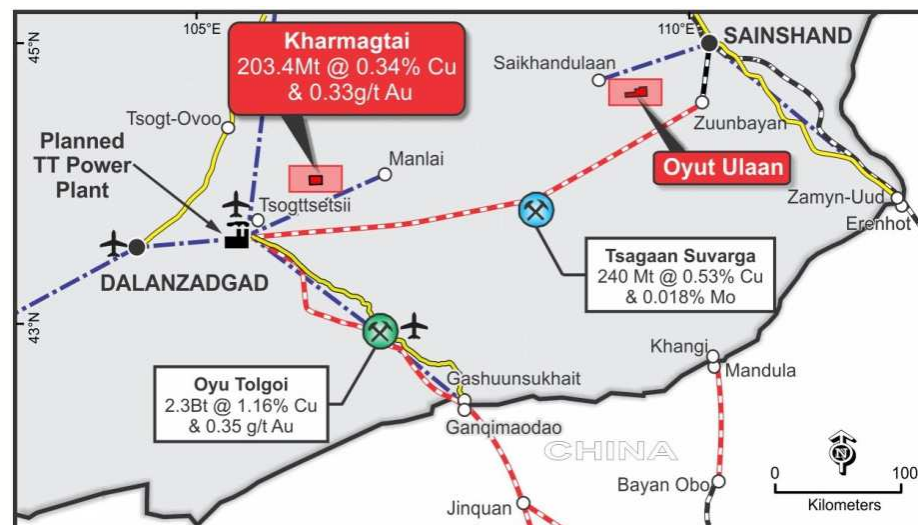 105°E
110°E
45°N
43°N
Kharmagtai
203.4Mt @ 0.34% Cu
& 0.33g/t Au
SAINSHAND
Saikhandulaan
Tsogt-Ovoo
Zuunbayan
Planned
TT Power
Plant
Manlai
Oyut Ulaan
Tsogttsetsii
Zamyn-Uud
Erenhot
DALANZADGAD
Tsagaan Suvarga
240 Mt @ 0.53% Cu
& 0.018% Mo
Oyu Tolgoi
2.3Bt @ 1.16% Cu
& 0.35 g/t Au
Khangi
Mandula
Gashuunsukhait
Ganqimaodao
CHINA
N
Bayan Obo
Jinquan
0 100
Kilometers